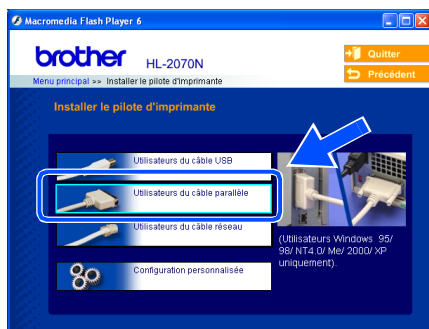 Macromedia Flash Player 6
brother
HL-2070N
Quitter
Précédent
Menu principal »» Installer le pilote d'imprimante
Installer le pilote d'imprimante
Utilisateurs du câble USB
Utilisateurs du câble parallèle
Utilisateurs du câble réseau
Configuration personnalisée
(Utilisateurs Windows 95/
98/ NT4.0/ Me/ 2000/ XP
uniquement).